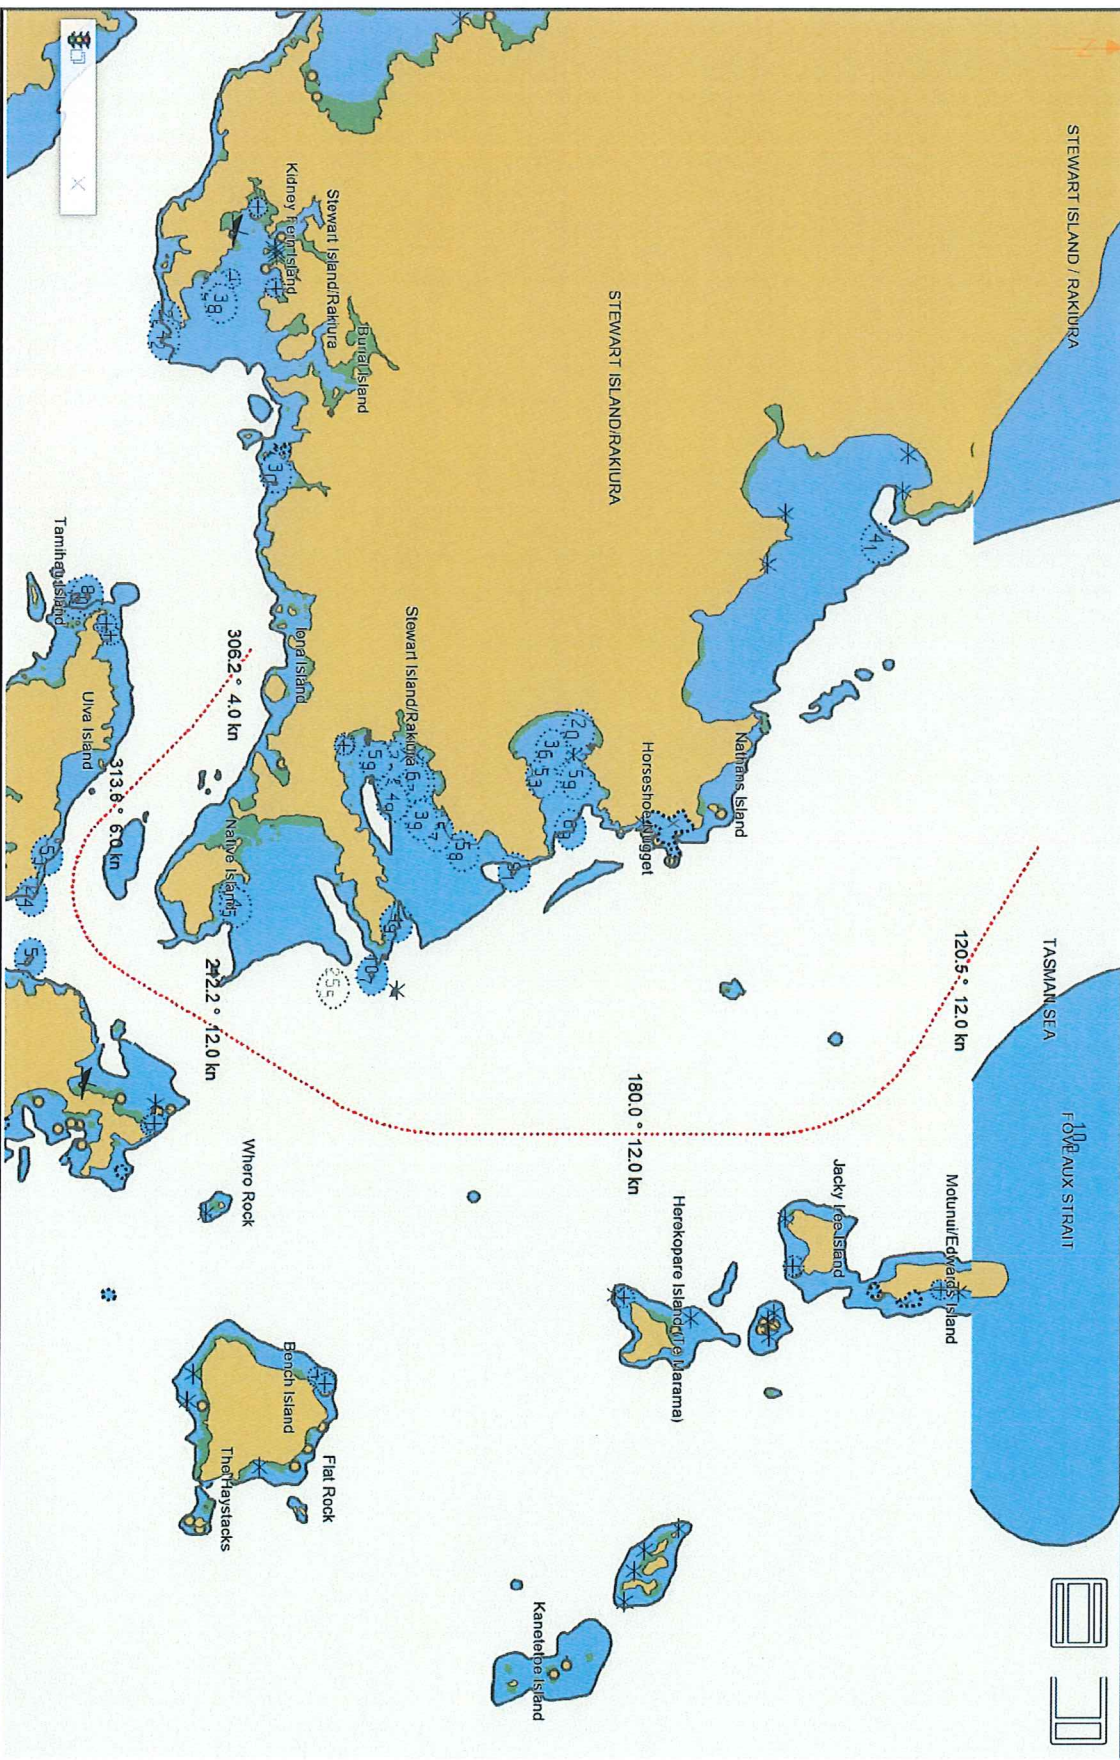 STEWART ISLAND / RAKIURA
TASMAN SEA
FOVEAUX STRAIT
Motunui/Edwards Island
120.5 ° 12.0 kn
Jacky Lee Island
4₁
Nathans Island
Horseshoe Nugget
Herekopare Island (Te Marama)
180.0 ° 12.0 kn
STEWART ISLAND/RAKIURA
Kanetetoe Island
Stewart Island/Rakiura
Burial Island
Stewart Island/Rakiura
Kidney Fern Island
Iona Island
Flat Rock
Bench Island
Whero Rock
The Haystacks
Native Island
306.2 ° 4.0 kn
242.2 ° 12.0 kn
313.6 ° 6.0 kn
Ulva Island
Tamihau Island
N